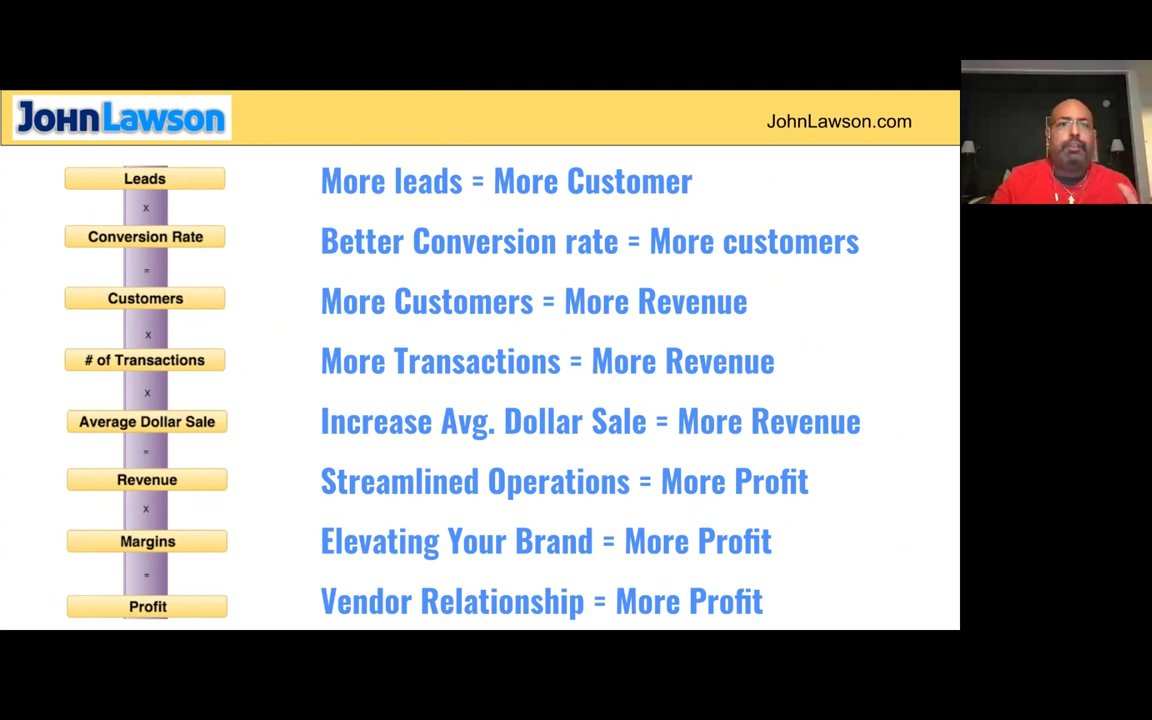 JohnLawson
JohnLawson.com
Leads
x
Conversion Rate
=
Customers
x
# of Transactions
x
Average Dollar Sale
=
Revenue
x
Margins
=
Profit
More leads = More Customer
Better Conversion rate = More customers
More Customers = More Revenue
More Transactions = More Revenue
Increase Avg. Dollar Sale = More Revenue
Streamlined Operations = More Profit
Elevating Your Brand = More Profit
Vendor Relationship = More Profit